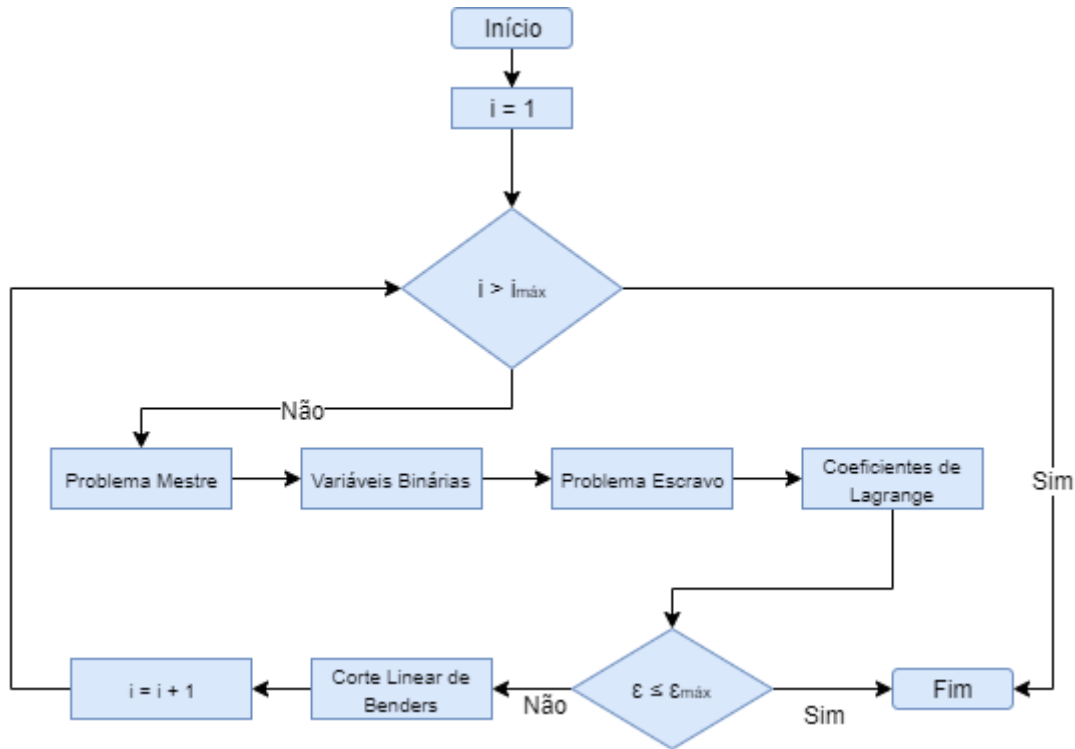 Início
i = 1
i > imáx
Não
Sim
Problema Mestre
Variáveis Binárias
Problema Escravo
Coeficientes de
Lagrange
ε ≤ εmáx
Não
Sim
Corte Linear de
Benders
i = i + 1
Fim